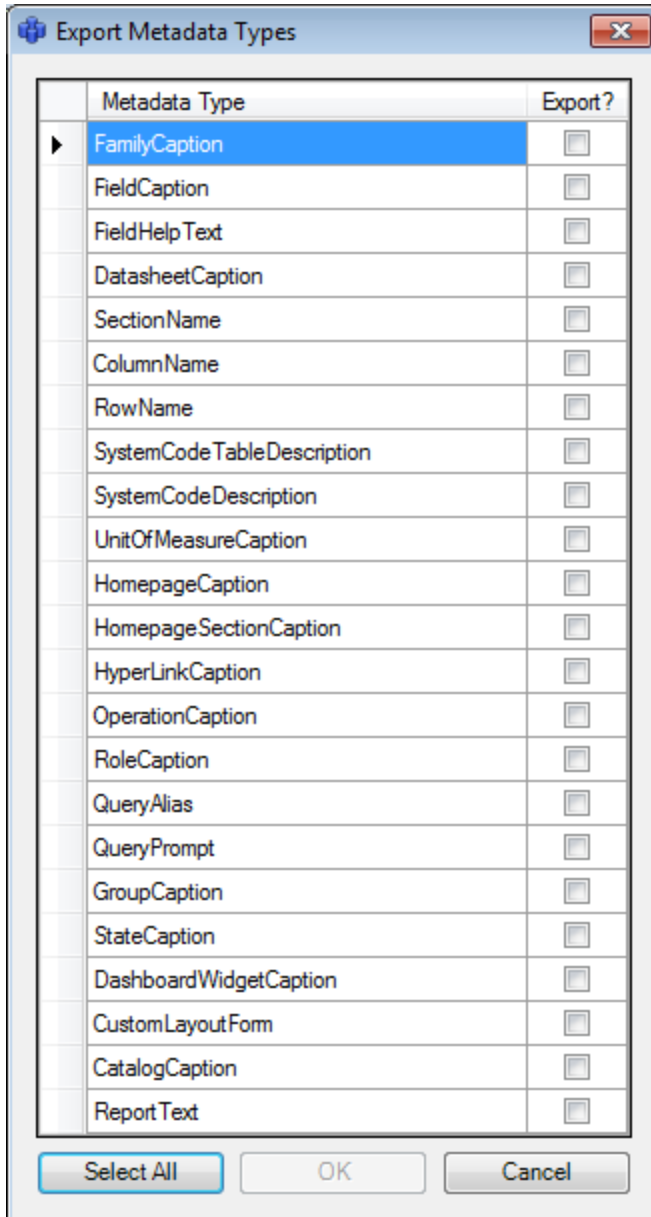 Export Metadata Types
Metadata Type Export?
FamilyCaption
FieldCaption
FieldHelpText
DatasheetCaption
SectionName
ColumnName
RowName
SystemCodeTableDescription
SystemCodeDescription
UnitOfMeasureCaption
HomepageCaption
HomepageSectionCaption
HyperLinkCaption
OperationCaption
RoleCaption
QueryAlias
QueryPrompt
GroupCaption
StateCaption
DashboardWidgetCaption
CustomLayoutForm
CatalogCaption
ReportText
Select All OK Cancel